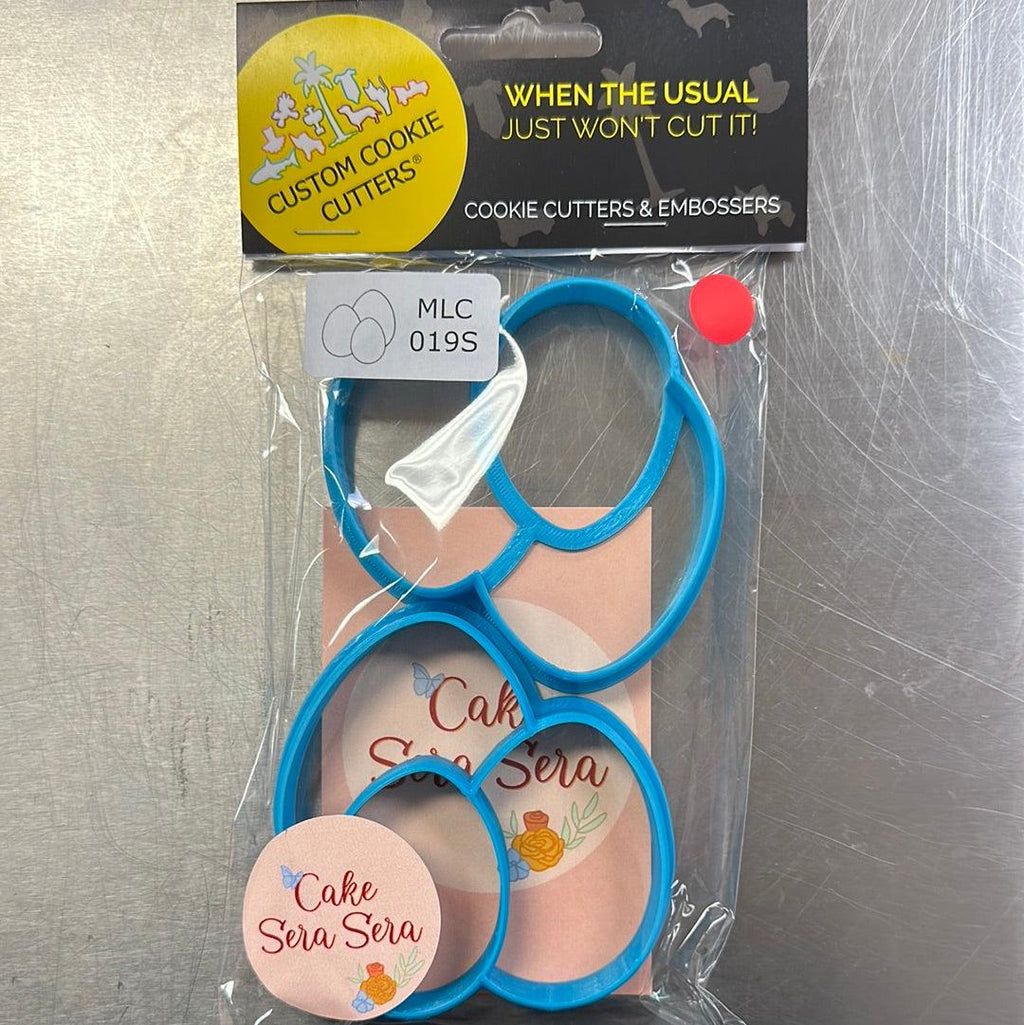 CUSTOM COOKIE
CUTTERS®
WHEN THE USUAL
JUST WON'T CUT IT!
COOKIE CUTTERS & EMBOSSERS
MLC
019S
Cake
Sera Sera
Cake
Sera Sera